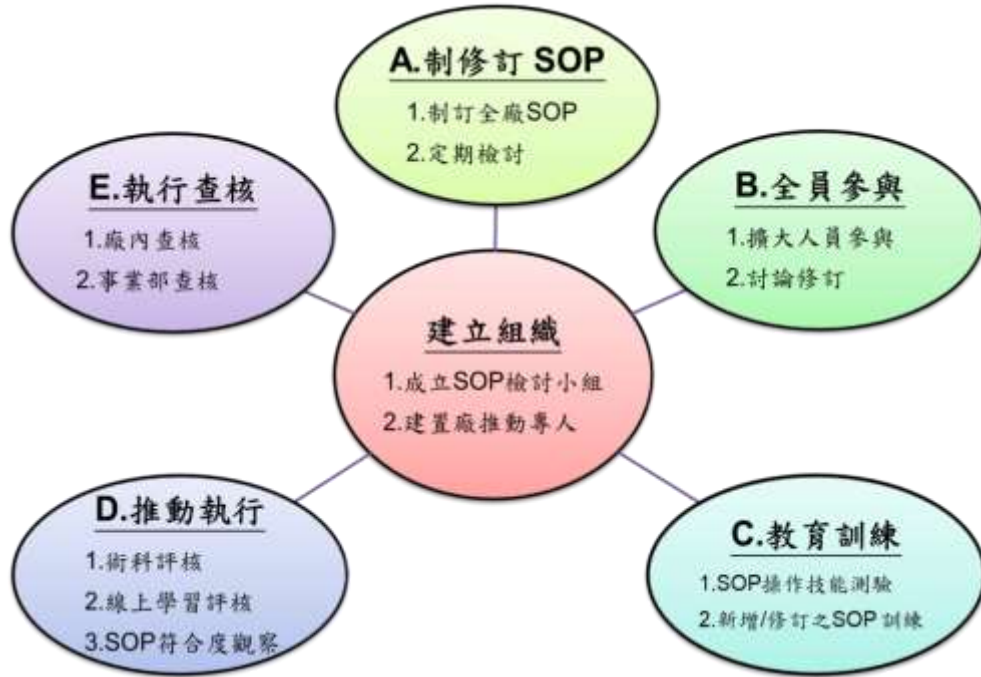 A.制修訂 SOP
1.制訂全廠SOP
2.定期檢討
B.全員參與
1.擴大人員參與
2.討論修訂
C.教育訓練
1.SOP操作技能測驗
2.新增/修訂之SOP 訓練
D.推動執行
1.術科評核
2.線上學習評核
3.SOP符合度觀察
E.執行查核
1.廠內查核
2.事業部查核
建立組織
1.成立SOP檢討小組
2.建置廠推動專人